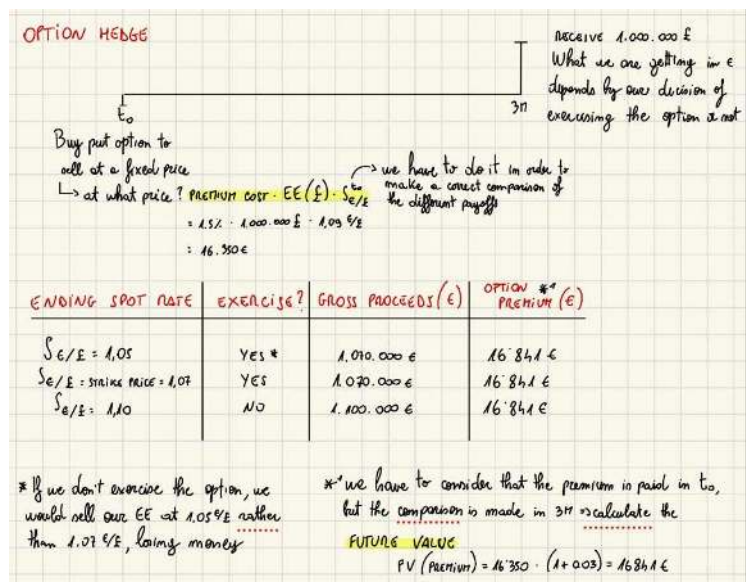 OPTION HEDGE
RECEIVE 1.000.000 £
What we are getting in €
depends by our decision of
exercising the option or not
t₀
3M
Buy put option to
sell at a fixed price
↳ at what price? PREMIUM COST · EE(£) · S^{t₀}_{€/£}
→ we have to do it in order to
make a correct comparison of
the different payoffs
= 1.5% · 1.000.000 £ · 1,09 €/£
= 16.350 €
ENDING SPOT RATE | EXERCISE? | GROSS PROCEEDS (€) | OPTION *¹ PREMIUM (€)
S€/£ = 1,05 | YES * | 1.070.000 € | 16'841 €
S€/£ = STRIKE PRICE = 1,07 | YES | 1.070.000 € | 16'841 €
S€/£ = 1,10 | NO | 1.100.000 € | 16'841 €
* If we don't exercise the option, we
would sell our EE at 1.05 €/£ rather
than 1.07 €/£, losing money
*¹ we have to consider that the premium is paid in t₀,
but the comparison is made in 3M ⇒ calculate the
FUTURE VALUE
FV (PREMIUM) = 16'350 · (1+0.03) = 16841 €